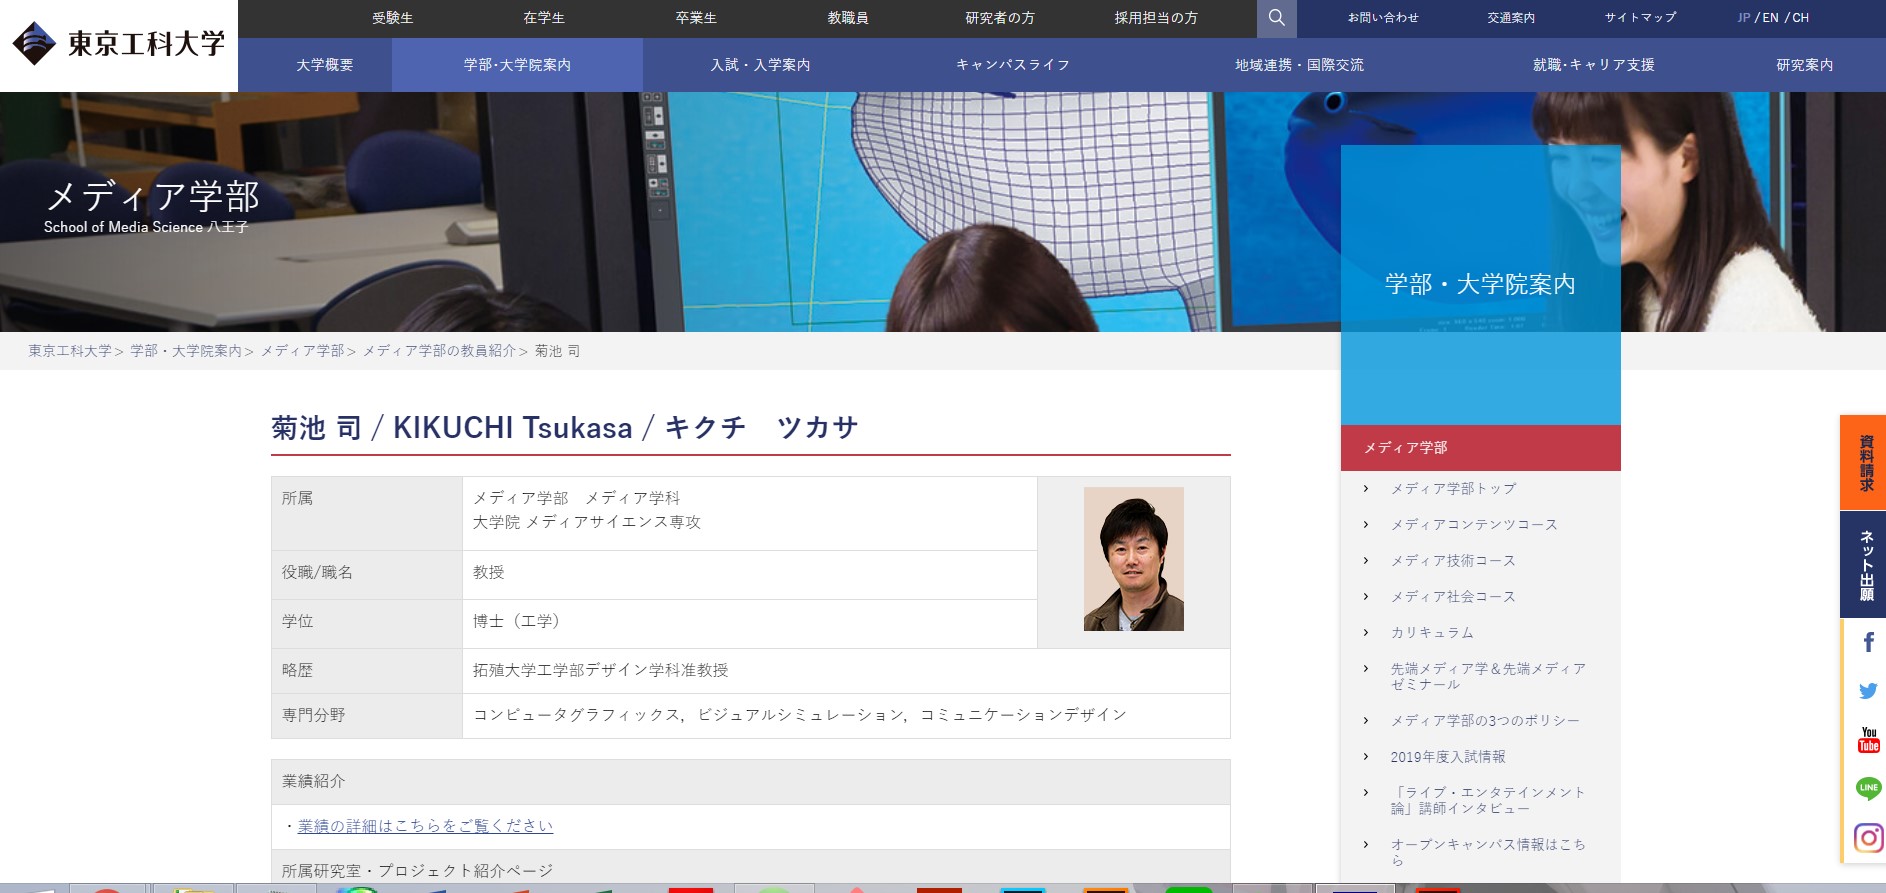 東京工科大学
受験生 在学生 卒業生 教職員 研究者の方 採用担当の方 お問い合わせ 交通案内 サイトマップ JP / EN / CH
大学概要 学部・大学院案内 入試・入学案内 キャンパスライフ 地域連携・国際交流 就職・キャリア支援 研究案内
メディア学部
School of Media Science 八王子
学部・大学院案内
東京工科大学> 学部・大学院案内> メディア学部> メディア学部の教員紹介> 菊池 司
菊池 司 / KIKUCHI Tsukasa / キクチ　ツカサ
所属 メディア学部　メディア学科
大学院 メディアサイエンス専攻
役職/職名 教授
学位 博士（工学）
略歴 拓殖大学工学部デザイン学科准教授
専門分野 コンピュータグラフィックス，ビジュアルシミュレーション，コミュニケーションデザイン
業績紹介
・業績の詳細はこちらをご覧ください
所属研究室・プロジェクト紹介ページ
メディア学部
メディア学部トップ
メディアコンテンツコース
メディア技術コース
メディア社会コース
カリキュラム
先端メディア学＆先端メディア
ゼミナール
メディア学部の3つのポリシー
2019年度入試情報
「ライブ・エンタテインメント
論」講師インタビュー
オープンキャンパス情報はこち
ら
資料請求
ネット出願
You
Tube
LINE